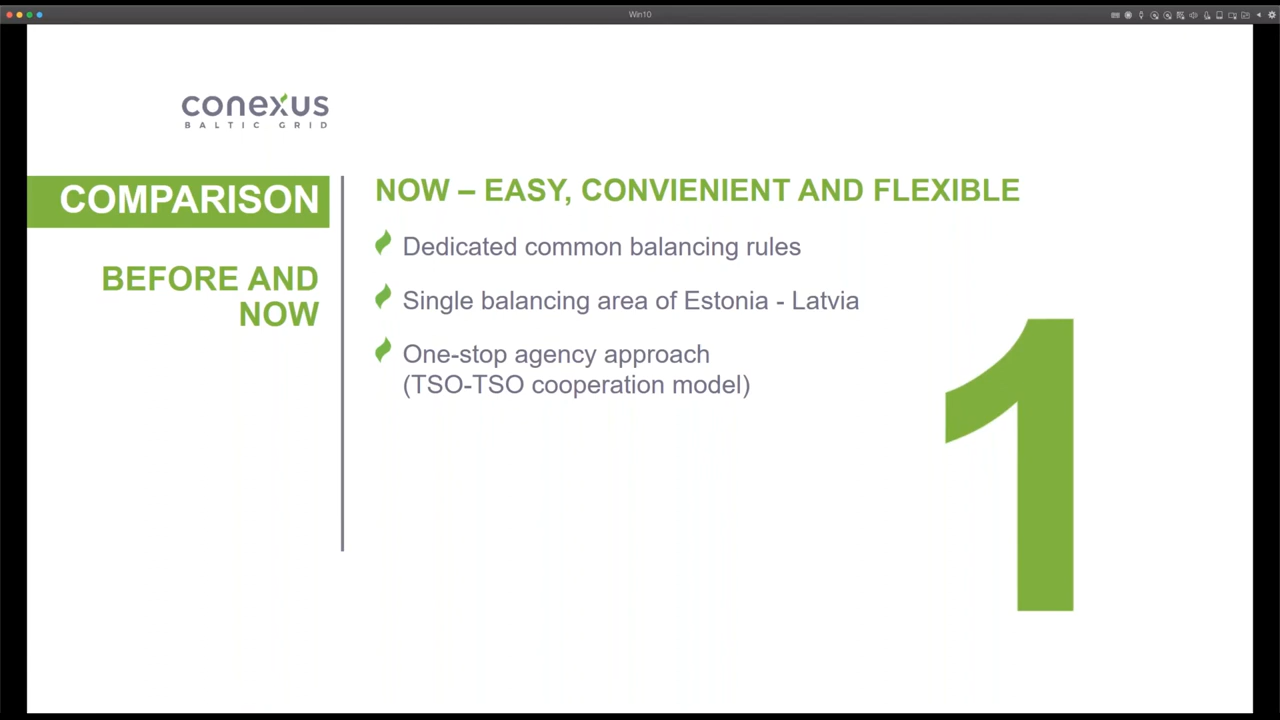 Win10
conexus
BALTIC GRID
COMPARISON
BEFORE AND
NOW
NOW – EASY, CONVIENIENT AND FLEXIBLE
Dedicated common balancing rules
Single balancing area of Estonia - Latvia
One-stop agency approach
(TSO-TSO cooperation model)
1